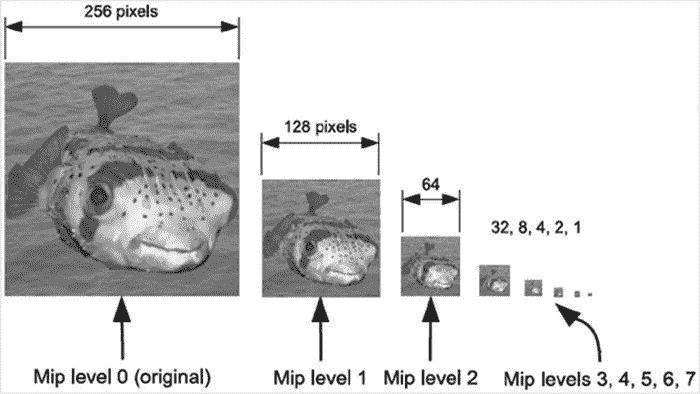 256 pixels
128 pixels
64
32, 8, 4, 2, 1
Mip level 0 (original)
Mip level 1
Mip level 2
Mip levels 3, 4, 5, 6, 7